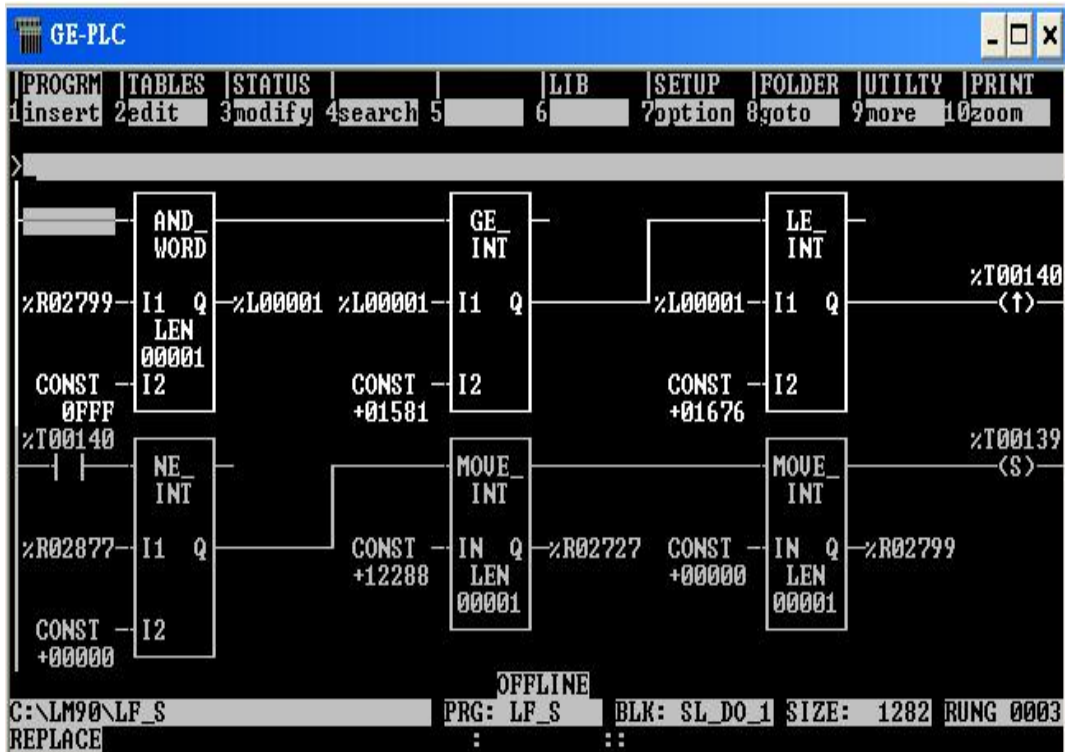 GE-PLC
PROGRM |TABLES |STATUS | | |LIB |SETUP |FOLDER |UTILTY |PRINT
1insert 2edit 3modify 4search 5 6 7option 8goto 9more 10zoom
>
AND_ GE_ LE_
WORD INT INT
%T00140
%R02799 I1 Q %L00001 %L00001 I1 Q %L00001 I1 Q (↑)
LEN
00001
CONST I2 CONST I2 CONST I2
0FFF +01581 +01676
%T00140 %T00139
NE_ MOVE_ MOVE_ (S)
INT INT INT
%R02877 I1 Q CONST IN Q %R02727 CONST IN Q %R02799
+12288 LEN +00000 LEN
00001 00001
CONST I2
+00000
OFFLINE
C:\LM90\LF_S PRG: LF_S BLK: SL_DO_1 SIZE: 1282 RUNG 0003
REPLACE : ::